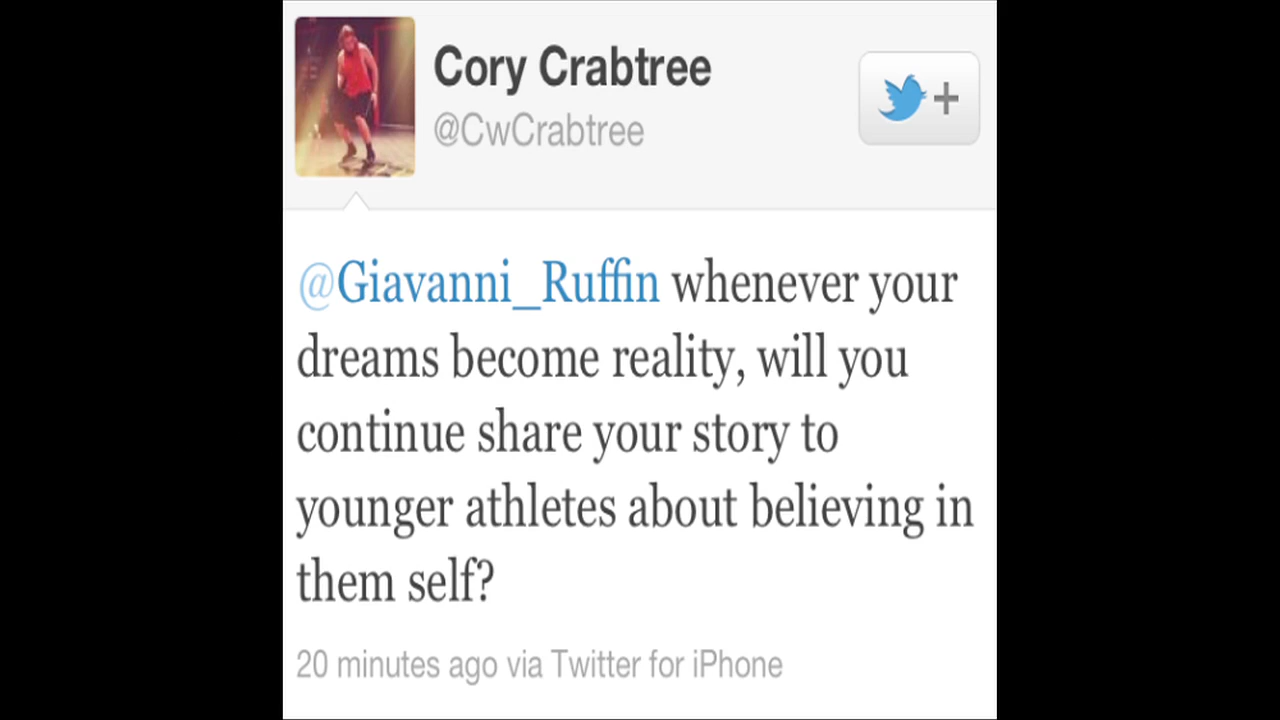 Cory Crabtree
@CwCrabtree
+
@Giavanni_Ruffin whenever your
dreams become reality, will you
continue share your story to
younger athletes about believing in
them self?
20 minutes ago via Twitter for iPhone